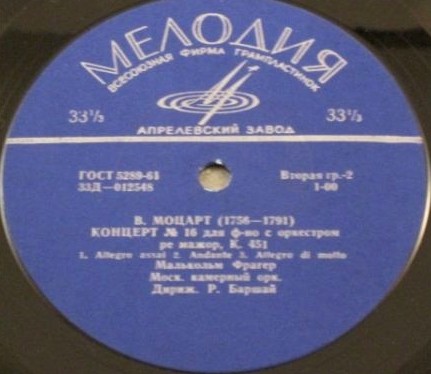 МЕЛОДИЯ
ВСЕСОЮЗНАЯ ФИРМА ГРАМПЛАСТИНОК
33⅓ 33⅓
АПРЕЛЕВСКИЙ ЗАВОД
ГОСТ 5289-61 Вторая гр.-2
33Д—012548 1-00
В. МОЦАРТ (1756—1791)
КОНЦЕРТ № 16 для ф-но с оркестром
ре мажор, К. 451
1. Allegro assai 2. Andante 3. Allegro di molto
Малькольм Фрагер
Моск. камерный орк.
Дириж. Р. Баршай